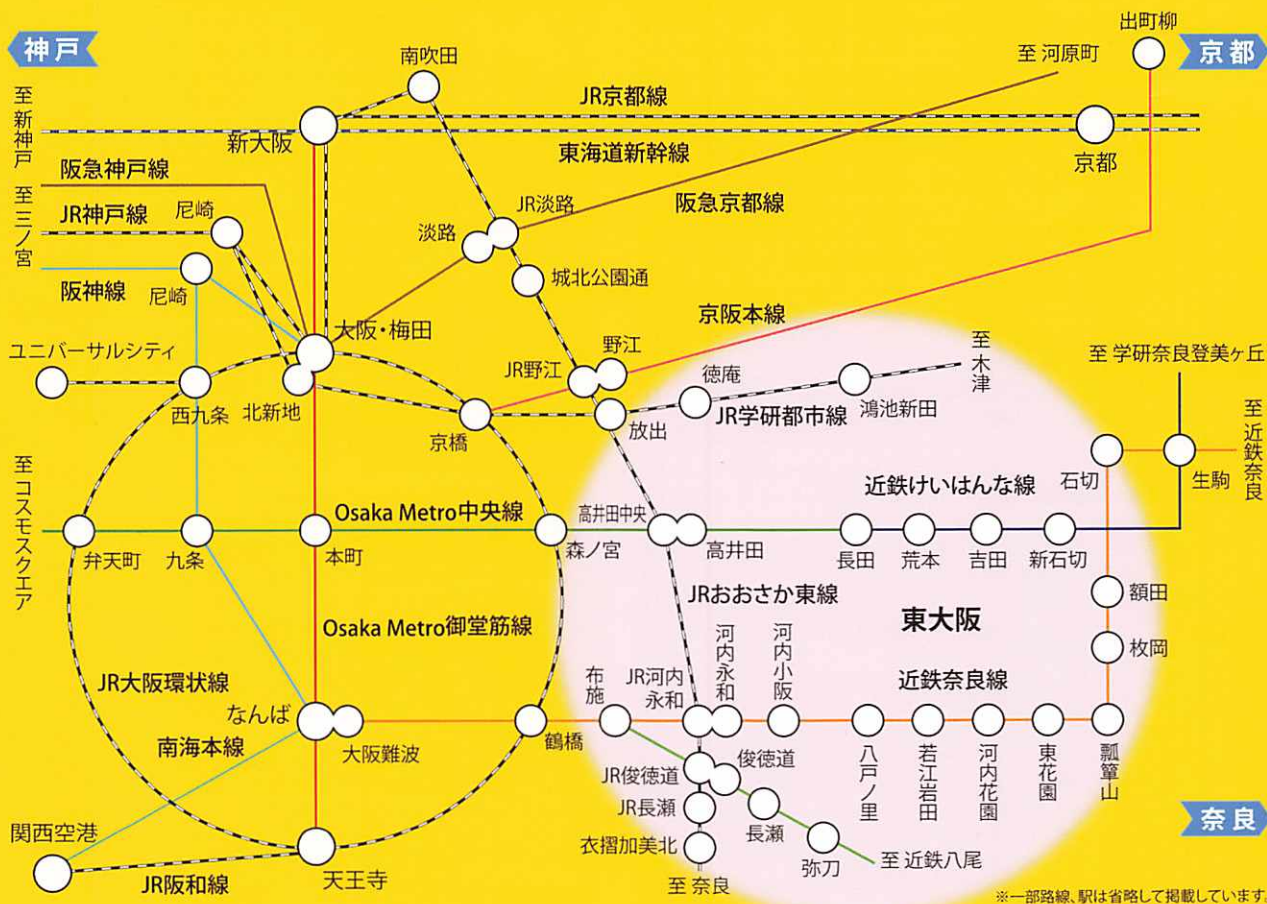 神戸
京都
出町柳
南吹田
至 河原町
至 新神戸
JR京都線
新大阪
東海道新幹線
京都
阪急神戸線
至 三ノ宮
JR神戸線
尼崎
JR淡路
淡路
阪急京都線
阪神線
尼崎
城北公園通
大阪・梅田
京阪本線
ユニバーサルシティ
野江
JR野江
至 木津
至 学研奈良登美ヶ丘
徳庵
鴻池新田
西九条
北新地
京橋
放出
JR学研都市線
至 近鉄奈良
石切
生駒
至 コスモスクエア
Osaka Metro中央線
高井田中央
近鉄けいはんな線
弁天町
九条
本町
森ノ宮
高井田
長田
荒本
吉田
新石切
JRおおさか東線
額田
東大阪
Osaka Metro御堂筋線
枚岡
JR大阪環状線
布施
JR河内
永和
河内永和
河内小阪
近鉄奈良線
なんば
南海本線
大阪難波
鶴橋
俊徳道
八戸ノ里
若江岩田
河内花園
東花園
瓢箪山
JR俊徳道
JR長瀬
長瀬
関西空港
衣摺加美北
弥刀
至 近鉄八尾
奈良
JR阪和線
天王寺
至 奈良
※一部路線、駅は省略して掲載しています。